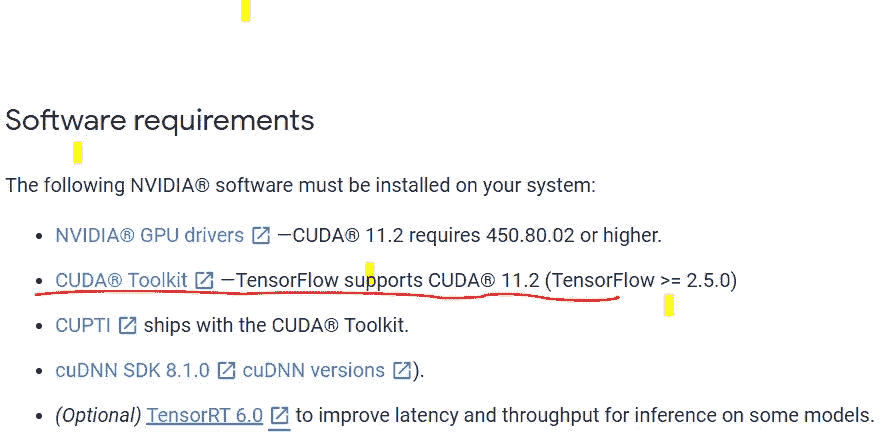 Software requirements
The following NVIDIA® software must be installed on your system:
• NVIDIA® GPU drivers —CUDA® 11.2 requires 450.80.02 or higher.
• CUDA® Toolkit —TensorFlow supports CUDA® 11.2 (TensorFlow >= 2.5.0)
• CUPTI ships with the CUDA® Toolkit.
• cuDNN SDK 8.1.0 cuDNN versions ).
• (Optional) TensorRT 6.0 to improve latency and throughput for inference on some models.